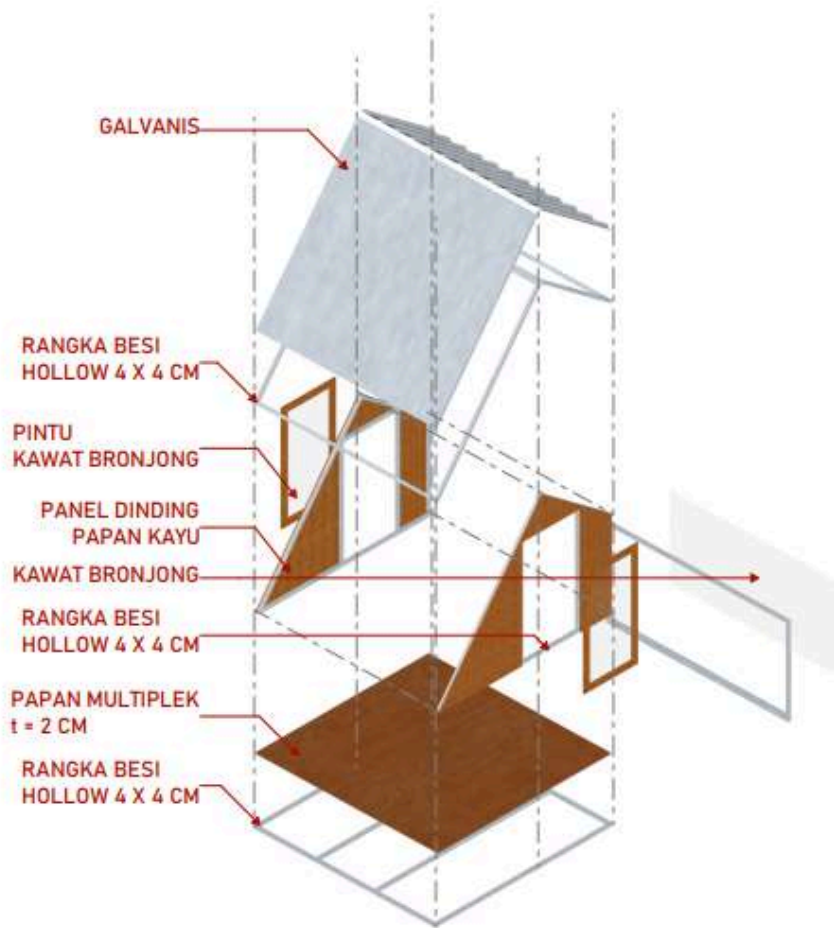 GALVANIS
RANGKA BESI
HOLLOW 4 X 4 CM
PINTU
KAWAT BRONJONG
PANEL DINDING
PAPAN KAYU
KAWAT BRONJONG
RANGKA BESI
HOLLOW 4 X 4 CM
PAPAN MULTIPLEK
t = 2 CM
RANGKA BESI
HOLLOW 4 X 4 CM